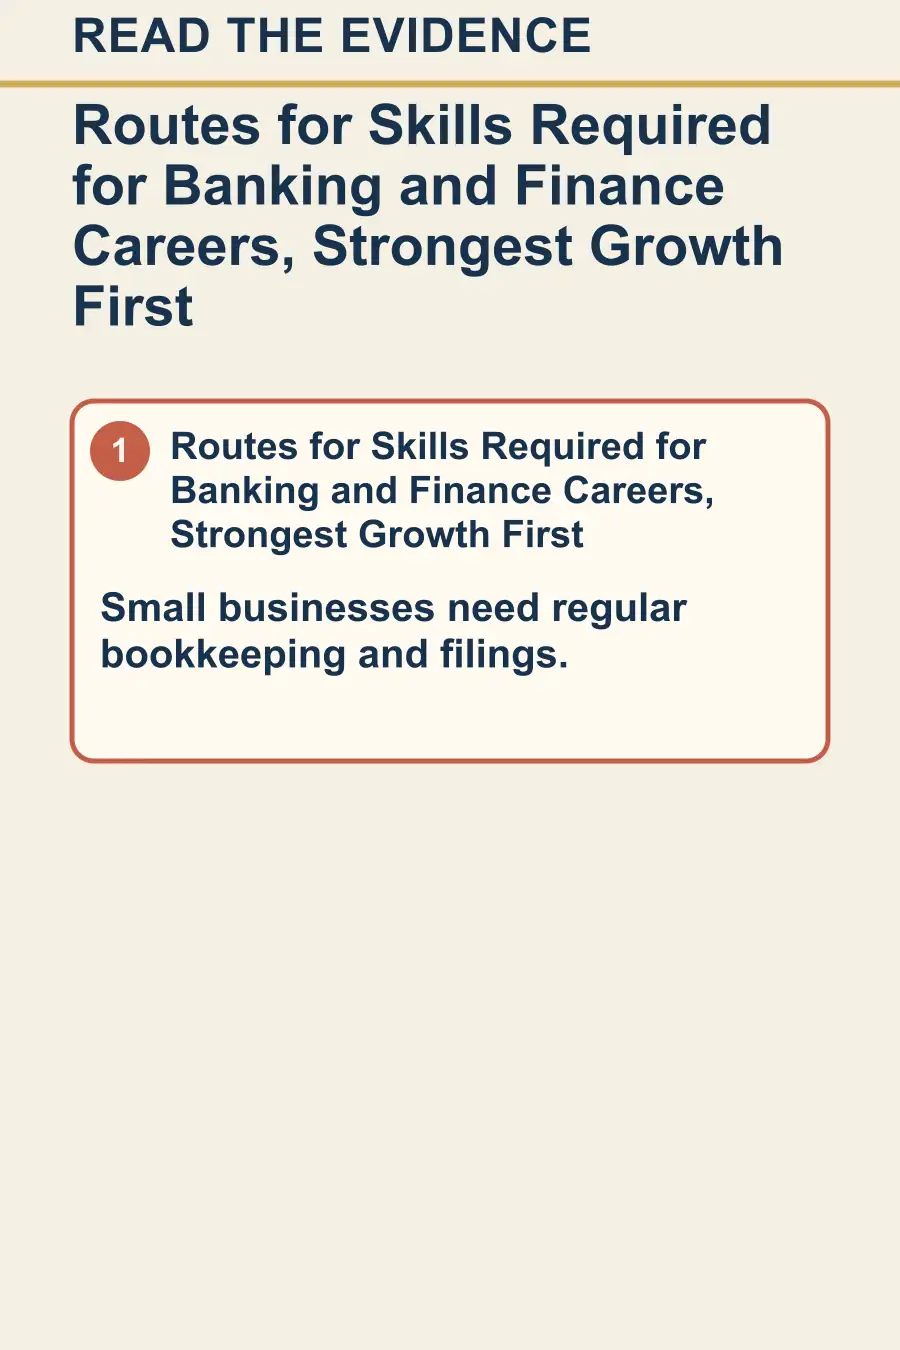 READ THE EVIDENCE
Routes for Skills Required
for Banking and Finance
Careers, Strongest Growth
First
1
Routes for Skills Required for
Banking and Finance Careers,
Strongest Growth First
Small businesses need regular
bookkeeping and filings.